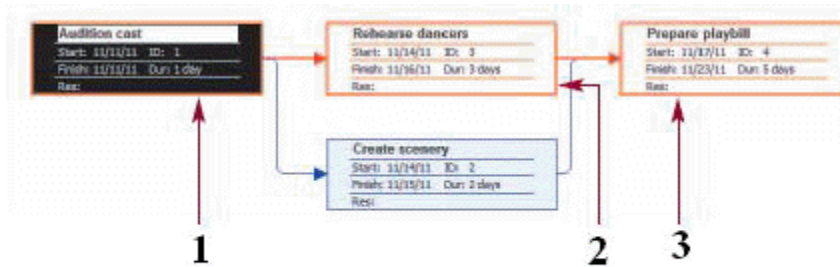 Audition cast
Start: 11/11/11 ID: 1
Finish: 11/11/11 Dur: 1 day
Res:
Rehearse dancers
Start: 11/14/11 ID: 3
Finish: 11/16/11 Dur: 3 days
Res:
Prepare playbill
Start: 11/17/11 ID: 4
Finish: 11/23/11 Dur: 5 days
Res:
Create scenery
Start: 11/14/11 ID: 2
Finish: 11/15/11 Dur: 2 days
Res:
1
2
3